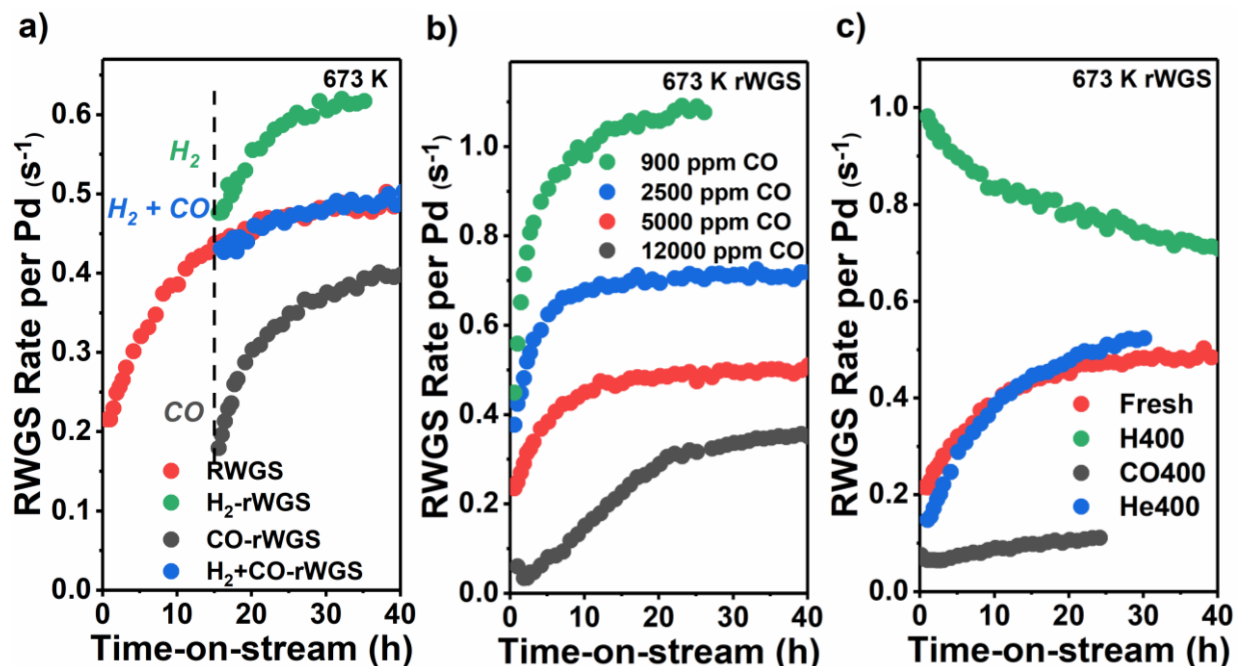 a)
RWGS Rate per Pd (s⁻¹)
0.6
0.5
0.4
0.3
0.2
0.1
0.0
673 K
H₂
H₂ + CO
CO
RWGS
H₂-rWGS
CO-rWGS
H₂+CO-rWGS
0 10 20 30 40
Time-on-stream (h)
b)
RWGS Rate per Pd (s⁻¹)
1.0
0.8
0.6
0.4
0.2
0.0
673 K rWGS
900 ppm CO
2500 ppm CO
5000 ppm CO
12000 ppm CO
0 10 20 30 40
Time-on-stream (h)
c)
RWGS Rate per Pd (s⁻¹)
1.0
0.8
0.6
0.4
0.2
0.0
673 K rWGS
Fresh
H400
CO400
He400
0 10 20 30 40
Time-on-stream (h)